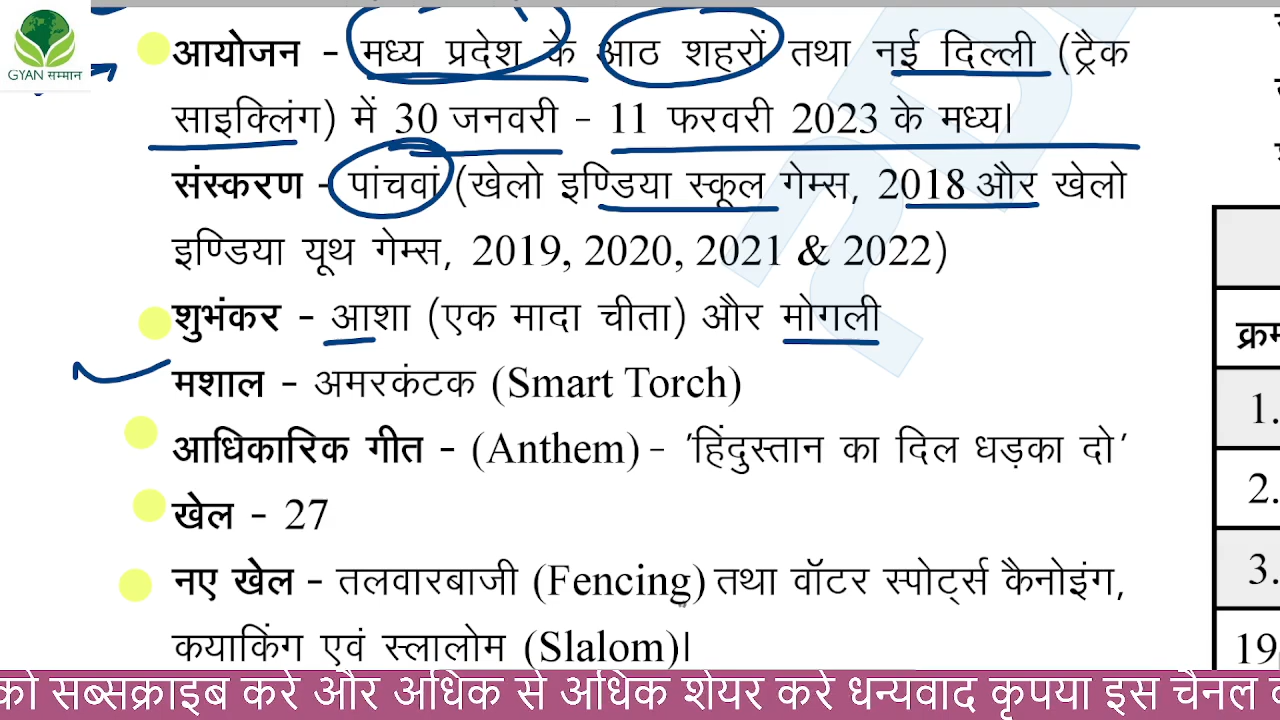 GYAN सम्मान
आयोजन - मध्य प्रदेश के आठ शहरों तथा नई दिल्ली (ट्रैक
साइक्लिंग) में 30 जनवरी - 11 फरवरी 2023 के मध्य।
संस्करण - पांचवां (खेलो इण्डिया स्कूल गेम्स, 2018 और खेलो
इण्डिया यूथ गेम्स, 2019, 2020, 2021 & 2022)
शुभंकर - आशा (एक मादा चीता) और मोगली
मशाल - अमरकंटक (Smart Torch)
आधिकारिक गीत - (Anthem) - 'हिंदुस्तान का दिल धड़का दो'
खेल - 27
नए खेल - तलवारबाजी (Fencing) तथा वॉटर स्पोर्ट्स कैनोइंग,
कयाकिंग एवं स्लालोम (Slalom)।
क्रम
1.
2.
3.
19
को सब्सक्राइब करे और अधिक से अधिक शेयर करे धन्यवाद कृपया इस चैनल